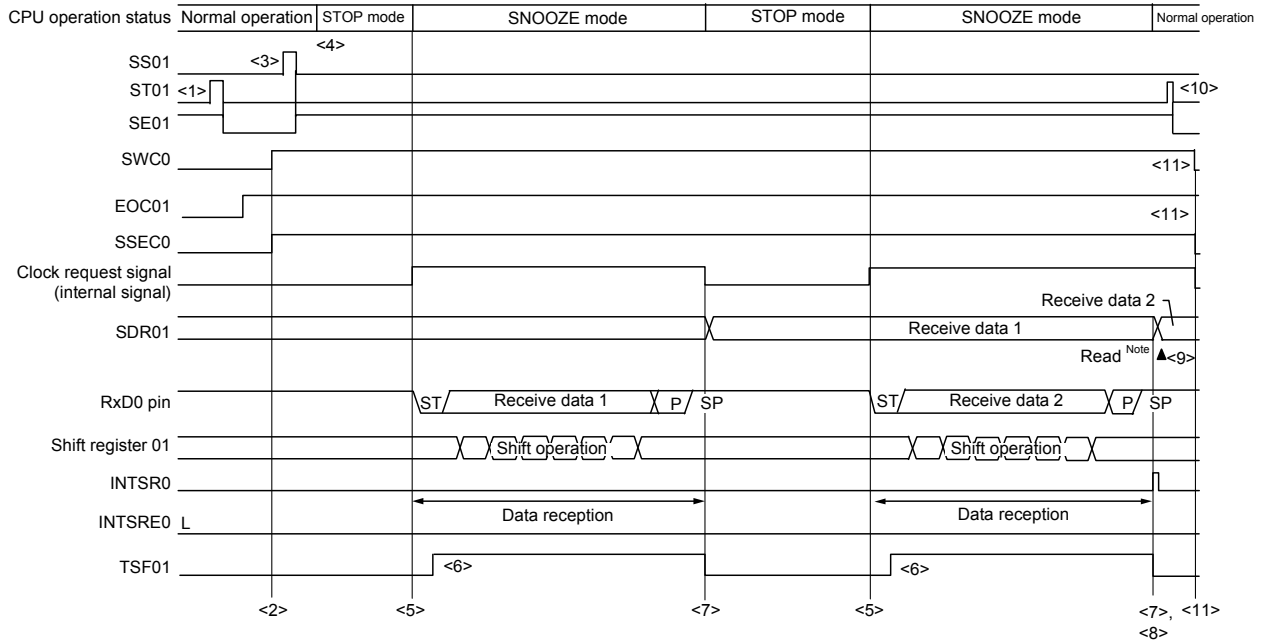 CPU operation status Normal operation STOP mode SNOOZE mode STOP mode SNOOZE mode Normal operation
<4>
SS01 <3>
ST01 <1> <10>
SE01
SWC0 <11>
EOC01 <11>
SSEC0
Clock request signal
(internal signal)
Receive data 2
SDR01 Receive data 1
Read Note ▲<9>
RxD0 pin ST Receive data 1 P SP ST Receive data 2 P SP
Shift register 01 Shift operation Shift operation
INTSR0
Data reception Data reception
INTSRE0 L
TSF01 <6> <6>
<2> <5> <7> <5> <7>, <11>
<8>